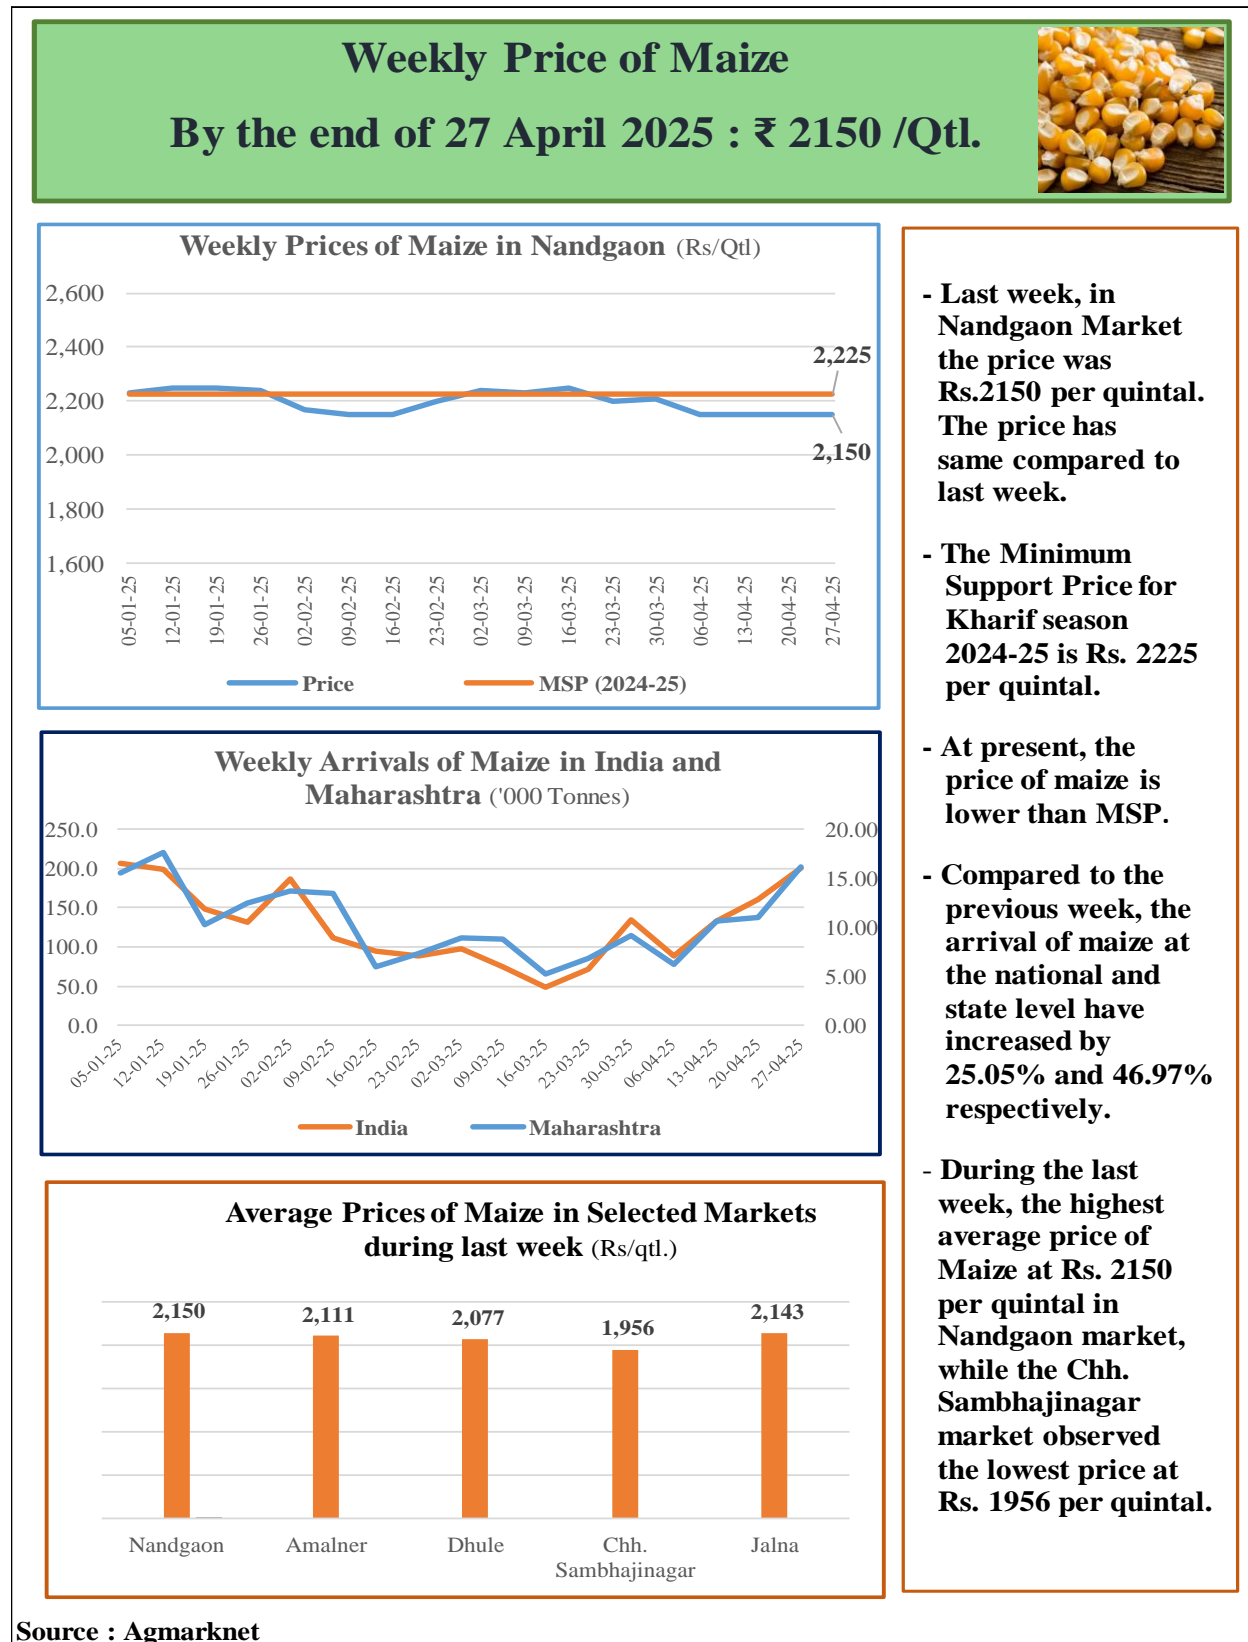 Weekly Price of Maize
By the end of 27 April 2025 : ₹ 2150 /Qtl.
Weekly Prices of Maize in Nandgaon (Rs/Qtl)
2,600
2,400
2,200
2,000
1,800
1,600
2,225
2,150
05-01-25
12-01-25
19-01-25
26-01-25
02-02-25
09-02-25
16-02-25
23-02-25
02-03-25
09-03-25
16-03-25
23-03-25
30-03-25
06-04-25
13-04-25
20-04-25
27-04-25
Price
MSP (2024-25)
Weekly Arrivals of Maize in India and
Maharashtra ('000 Tonnes)
250.0
200.0
150.0
100.0
50.0
0.0
20.00
15.00
10.00
5.00
0.00
05-01-25
12-01-25
19-01-25
26-01-25
02-02-25
09-02-25
16-02-25
23-02-25
02-03-25
09-03-25
16-03-25
23-03-25
30-03-25
06-04-25
13-04-25
20-04-25
27-04-25
India
Maharashtra
Average Prices of Maize in Selected Markets
during last week (Rs/qtl.)
2,150
2,111
2,077
1,956
2,143
Nandgaon
Amalner
Dhule
Chh.
Sambhajinagar
Jalna
- Last week, in
Nandgaon Market
the price was
Rs.2150 per quintal.
The price has
same compared to
last week.
- The Minimum
Support Price for
Kharif season
2024-25 is Rs. 2225
per quintal.
- At present, the
price of maize is
lower than MSP.
- Compared to the
previous week, the
arrival of maize at
the national and
state level have
increased by
25.05% and 46.97%
respectively.
- During the last
week, the highest
average price of
Maize at Rs. 2150
per quintal in
Nandgaon market,
while the Chh.
Sambhajinagar
market observed
the lowest price at
Rs. 1956 per quintal.
Source : Agmarknet